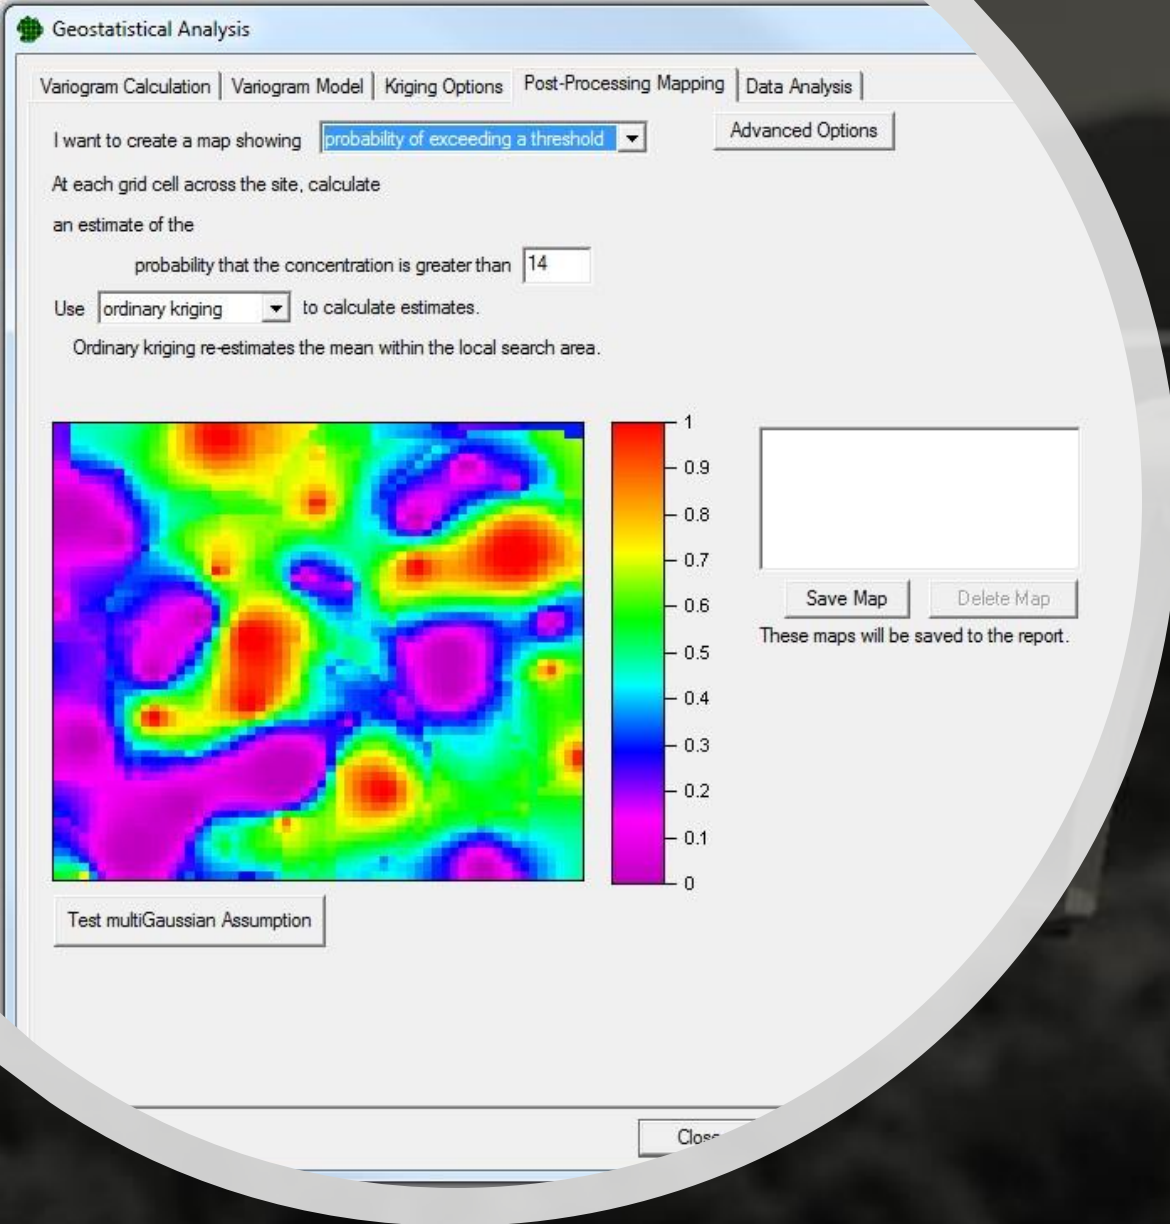 Geostatistical Analysis
Variogram Calculation
Variogram Model
Kriging Options
Post-Processing Mapping
Data Analysis
I want to create a map showing
probability of exceeding a threshold
Advanced Options
At each grid cell across the site, calculate
an estimate of the
probability that the concentration is greater than 14
Use ordinary kriging to calculate estimates.
Ordinary kriging re-estimates the mean within the local search area.
1
0.9
0.8
0.7
0.6
0.5
0.4
0.3
0.2
0.1
0
Save Map
Delete Map
These maps will be saved to the report.
Test multiGaussian Assumption
Close